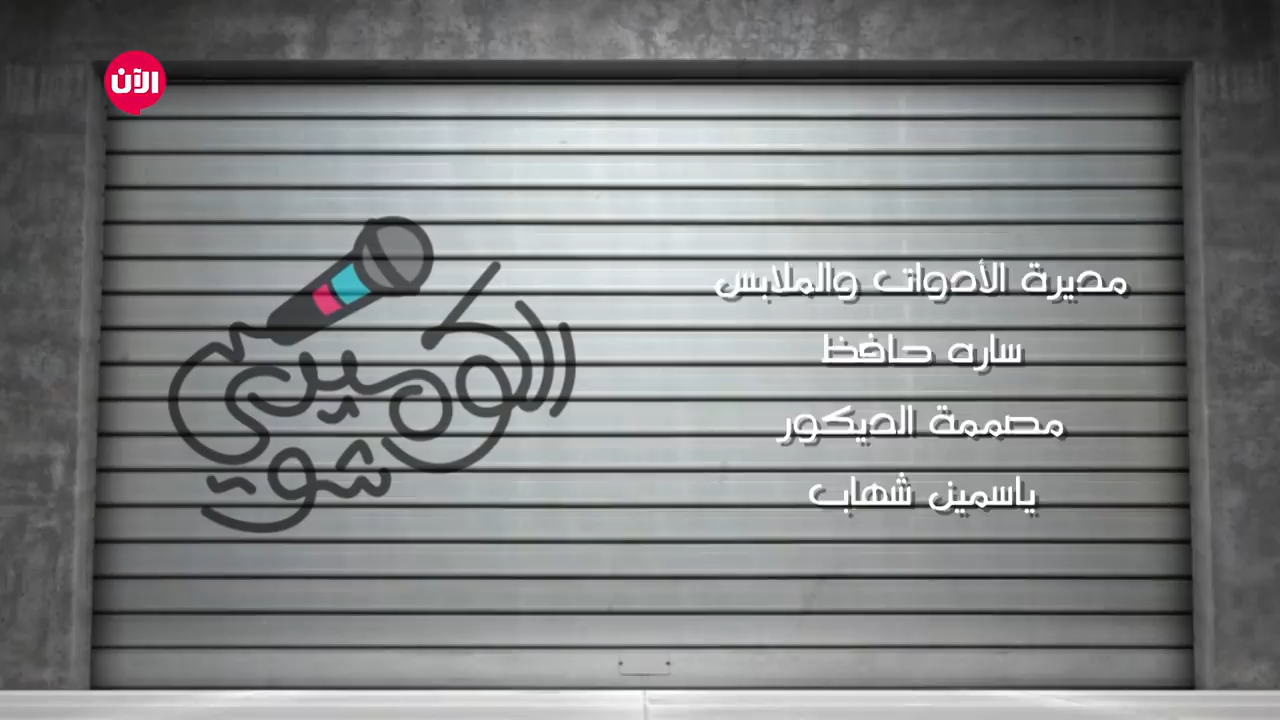 الآن
الكوميدي
شو
مديرة الأدوات والملابس
ساره حافظ
مصممة الديكور
ياسمين شهاب